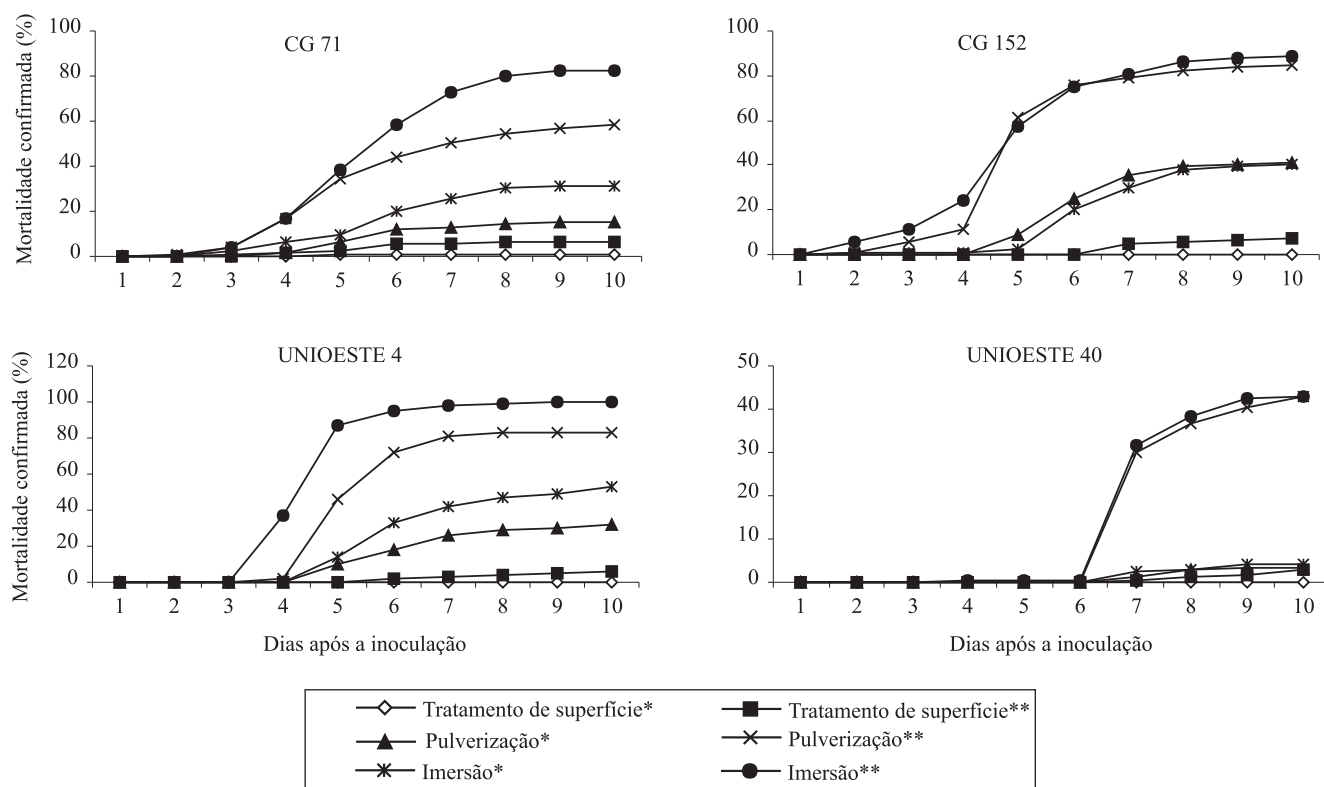 CG 71
Mortalidade confirmada (%)
100
80
60
40
20
0
1 2 3 4 5 6 7 8 9 10
CG 152
100
80
60
40
20
0
1 2 3 4 5 6 7 8 9 10
UNIOESTE 4
Mortalidade confirmada (%)
120
100
80
60
40
20
0
1 2 3 4 5 6 7 8 9 10
Dias após a inoculação
UNIOESTE 40
50
40
30
20
10
0
1 2 3 4 5 6 7 8 9 10
Dias após a inoculação
Tratamento de superfície*
Tratamento de superfície**
Pulverização*
Pulverização**
Imersão*
Imersão**